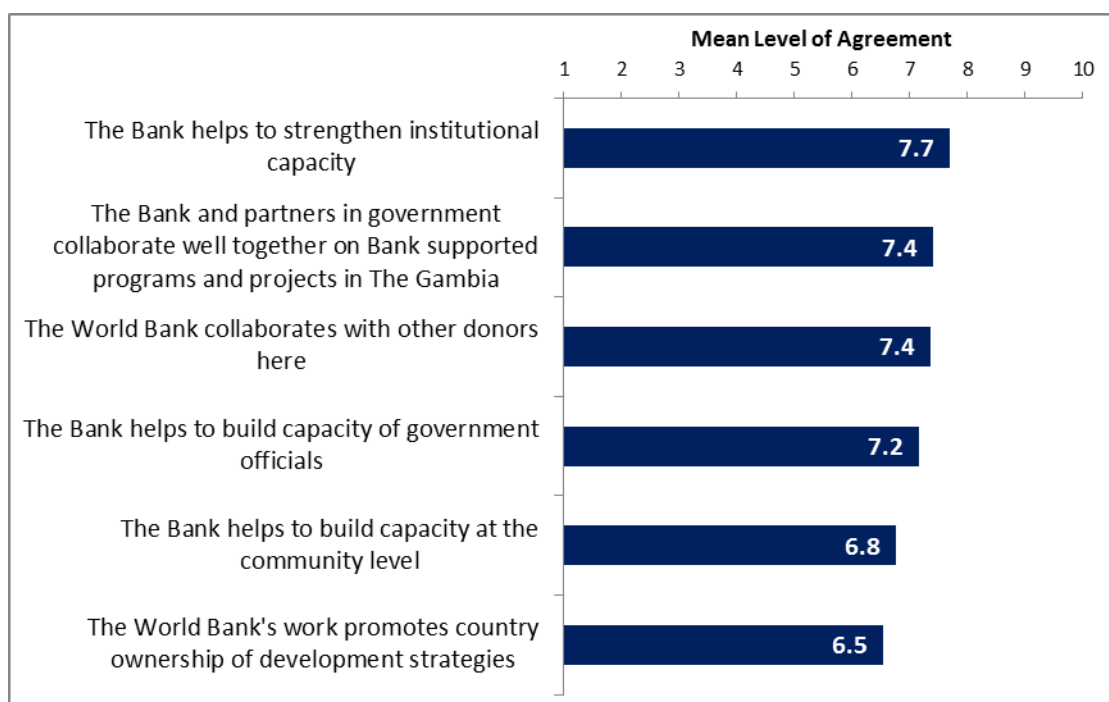 Mean Level of Agreement
1 2 3 4 5 6 7 8 9 10
The Bank helps to strengthen institutional
capacity
7.7
The Bank and partners in government
collaborate well together on Bank supported
programs and projects in The Gambia
7.4
The World Bank collaborates with other donors
here
7.4
The Bank helps to build capacity of government
officials
7.2
The Bank helps to build capacity at the
community level
6.8
The World Bank's work promotes country
ownership of development strategies
6.5